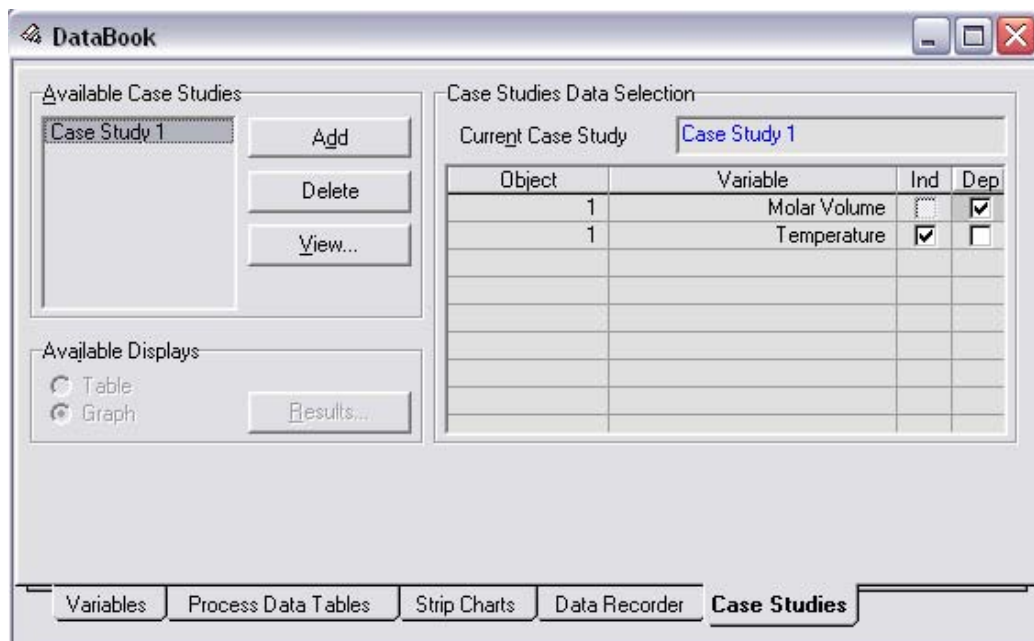 DataBook
Available Case Studies
Case Study 1
Add
Delete
View...
Available Displays
Table
Graph
Results...
Case Studies Data Selection
Current Case Study Case Study 1
Object Variable Ind Dep
1 Molar Volume
1 Temperature
Variables Process Data Tables Strip Charts Data Recorder Case Studies